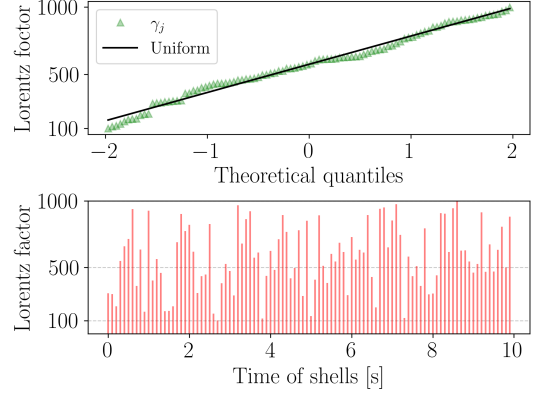 1000
500
100
Lorentz foctor
γj
Uniform
−2 −1 0 1 2
Theoretical quantiles
1000
500
100
Lorentz factor
0 2 4 6 8 10
Time of shells [s]